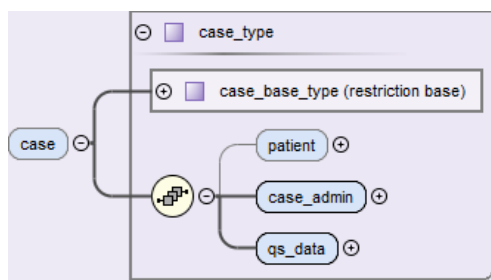 case_type
case_base_type (restriction base)
case
patient
case_admin
qs_data